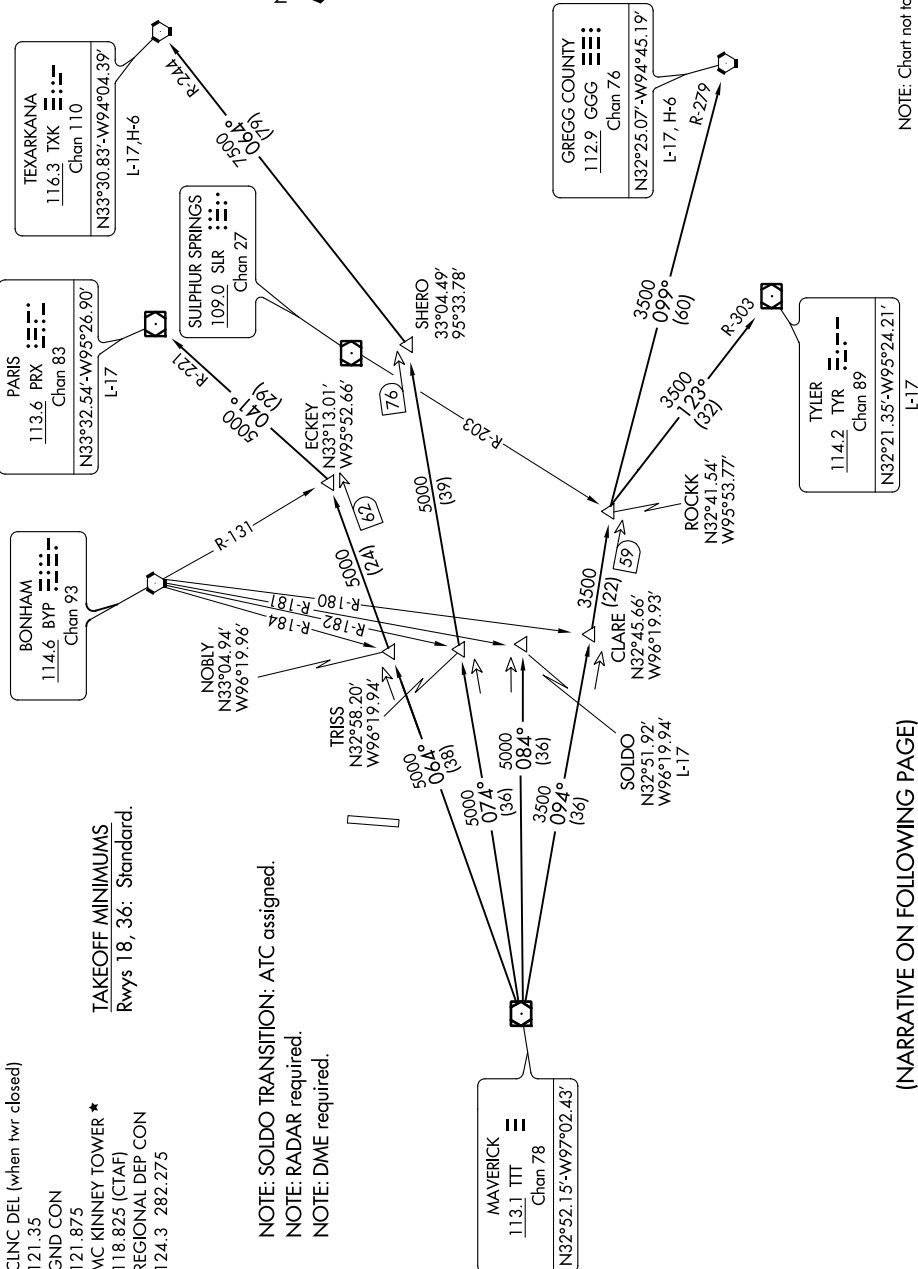 CLNC DEL (when twr closed)
121.35
GND CON
121.875
MC KINNEY TOWER ★
118.825 (CTAF)
REGIONAL DEP CON
124.3 282.275
TAKEOFF MINIMUMS
Rwys 18, 36: Standard.
NOTE: SOLDO TRANSITION: ATC assigned.
NOTE: RADAR required.
NOTE: DME required.
BONHAM
114.6 BYP
Chan 93
PARIS
113.6 PRX
Chan 83
N33°32.54'-W95°26.90'
L-17
TEXARKANA
116.3 TXK
Chan 110
N33°30.83'-W94°04.39'
L-17,H-6
SULPHUR SPRINGS
109.0 SLR
Chan 27
GREGG COUNTY
112.9 GGG
Chan 76
N32°25.07'-W94°45.19'
L-17, H-6
TYLER
114.2 TYR
Chan 89
N32°21.35'-W95°24.21'
L-17
MAVERICK
113.1 TTT
Chan 78
N32°52.15'-W97°02.43'
NOBLY
N33°04.94'
W96°19.96'
TRISS
N32°58.20'
W96°19.94'
SOLDO
N32°51.92'
W96°19.94'
L-17
CLARE
N32°45.66'
W96°19.93'
ECKEY
N33°13.01'
W95°52.66'
SHERO
33°04.49'
95°33.78'
ROCKK
N32°41.54'
W95°53.77'
R-131
R-184
R-181
R-182
R-180
R-221
R-244
R-203
R-279
R-303
5000
064°
(38)
5000
074°
(36)
5000
084°
(36)
3500
094°
(36)
5000
(24)
62
5000
041°
(29)
5000
(39)
76
7500
064°
(79)
3500
(22)
59
3500
099°
(60)
3500
123°
(32)
(NARRATIVE ON FOLLOWING PAGE)
NOTE: Chart not to